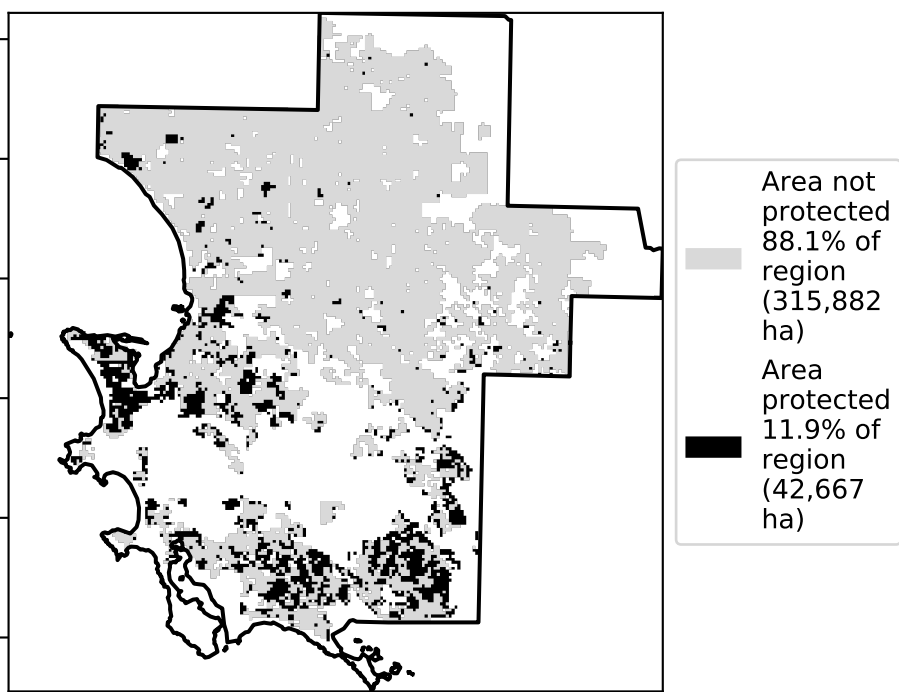 Area not
protected
88.1% of
region
(315,882
ha)
Area
protected
11.9% of
region
(42,667
ha)